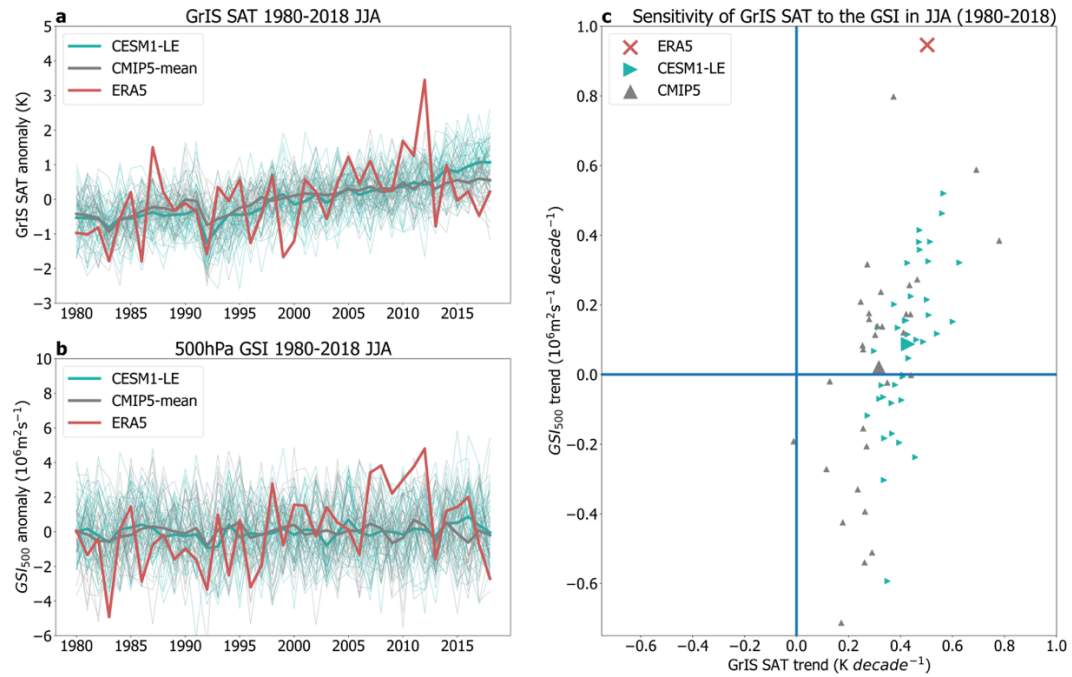 a
GrIS SAT 1980-2018 JJA
GrIS SAT anomaly (K)
5
4
3
2
1
0
−1
−2
−3
CESM1-LE
CMIP5-mean
ERA5
1980 1985 1990 1995 2000 2005 2010 2015
b
500hPa GSI 1980-2018 JJA
GSI500 anomaly (10⁶m²s⁻¹)
10
8
6
4
2
0
−2
−4
−6
CESM1-LE
CMIP5-mean
ERA5
1980 1985 1990 1995 2000 2005 2010 2015
c
Sensitivity of GrIS SAT to the GSI in JJA (1980-2018)
GSI500 trend (10⁶m²s⁻¹ decade⁻¹)
1.0
0.8
0.6
0.4
0.2
0.0
−0.2
−0.4
−0.6
ERA5
CESM1-LE
CMIP5
−0.6 −0.4 −0.2 0.0 0.2 0.4 0.6 0.8 1.0
GrIS SAT trend (K decade⁻¹)